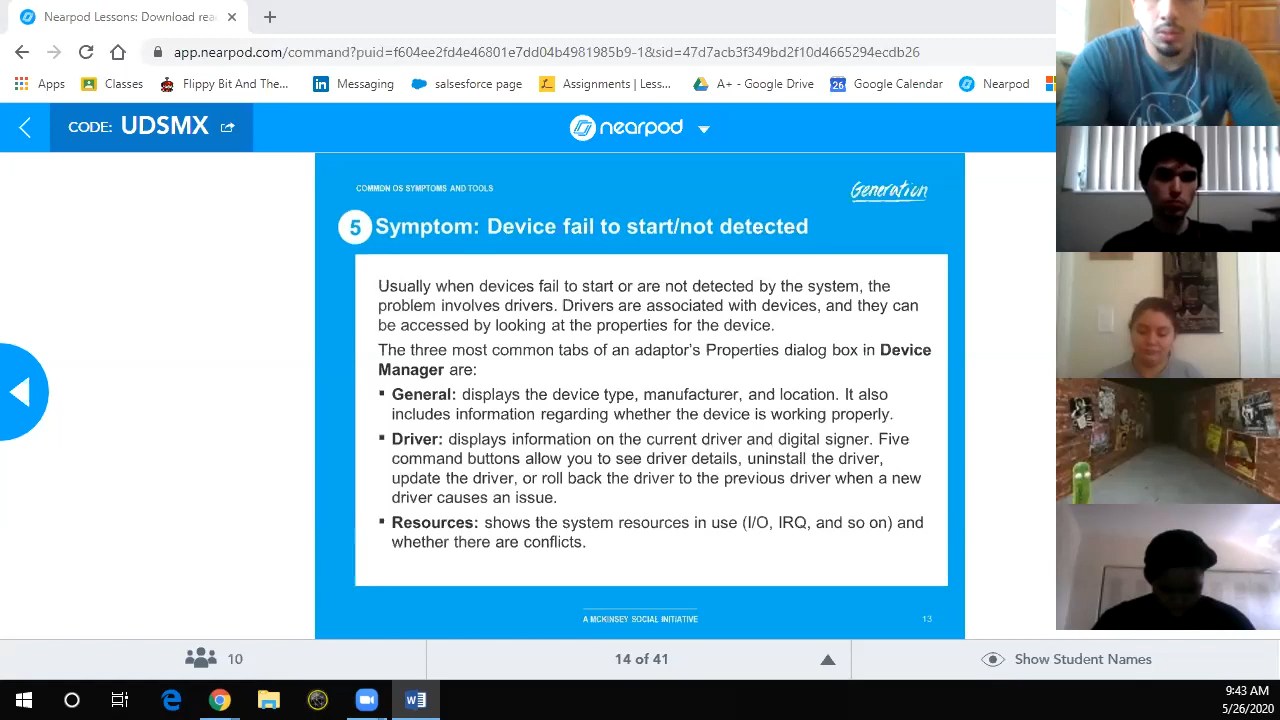 Nearpod Lessons: Download rea
app.nearpod.com/command?puid=f604ee2fd4e46801e7dd04b4981985b9-1&sid=47d7acb3f349bd2f10d4665294ecdb26
Apps Classes Flippy Bit And The... Messaging salsesforce page Assignments | Less... A+ - Google Drive 26 Google Calendar Nearpod
CODE: UDSMX nearpod
COMMON OS SYMPTOMS AND TOOLS Generation
5 Symptom: Device fail to start/not detected
Usually when devices fail to start or are not detected by the system, the
problem involves drivers. Drivers are associated with devices, and they can
be accessed by looking at the properties for the device.
The three most common tabs of an adaptor's Properties dialog box in Device
Manager are:
▪ General: displays the device type, manufacturer, and location. It also
includes information regarding whether the device is working properly.
▪ Driver: displays information on the current driver and digital signer. Five
command buttons allow you to see driver details, uninstall the driver,
update the driver, or roll back the driver to the previous driver when a new
driver causes an issue.
▪ Resources: shows the system resources in use (I/O, IRQ, and so on) and
whether there are conflicts.
A MCKINSEY SOCIAL INITIATIVE 13
10 14 of 41 Show Student Names
9:43 AM
5/26/2020